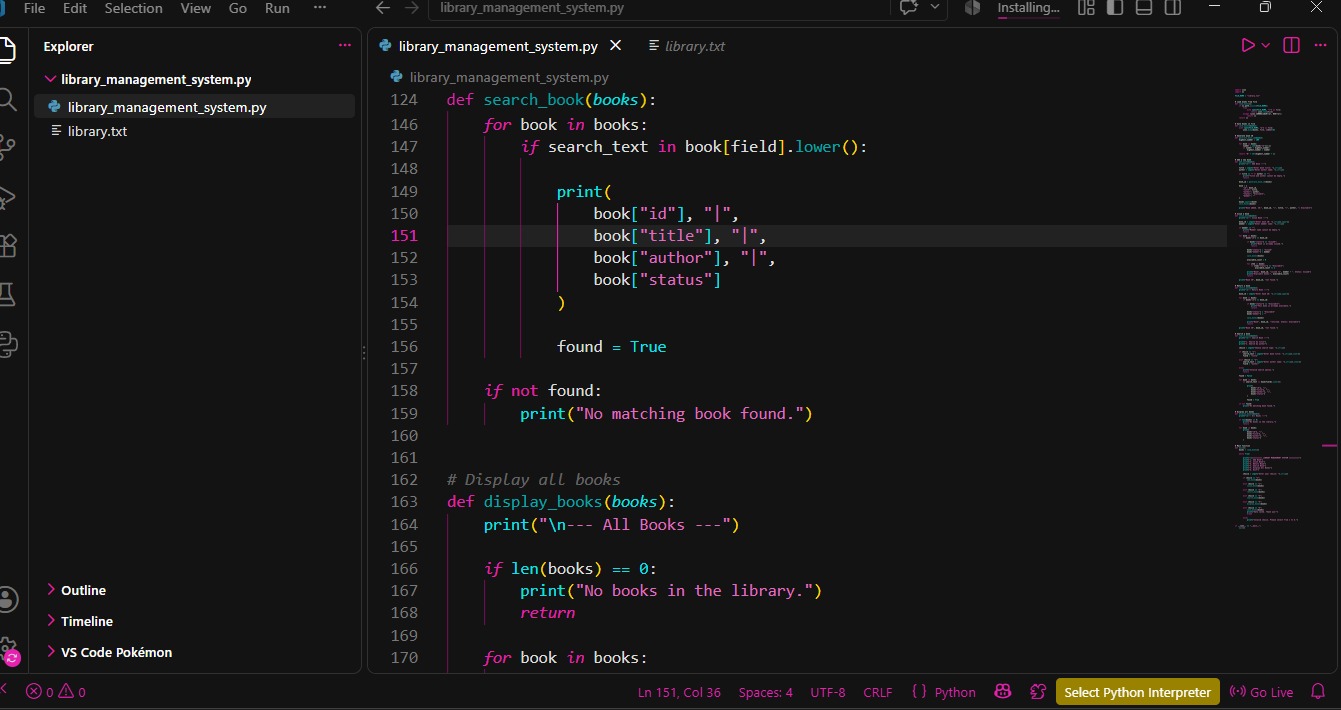 File Edit Selection View Go Run ··· library_management_system.py Installing...
Explorer ···
library_management_system.py
library_management_system.py
library.txt
Outline
Timeline
VS Code Pokémon
library_management_system.py library.txt
library_management_system.py
124 def search_book(books):
146 for book in books:
147 if search_text in book[field].lower():
148
149 print(
150 book["id"], "|",
151 book["title"], "|",
152 book["author"], "|",
153 book["status"]
154 )
155
156 found = True
157
158 if not found:
159 print("No matching book found.")
160
161
162 # Display all books
163 def display_books(books):
164 print("\n--- All Books ---")
165
166 if len(books) == 0:
167 print("No books in the library.")
168 return
169
170 for book in books:
0 0 Ln 151, Col 36 Spaces: 4 UTF-8 CRLF { } Python Select Python Interpreter Go Live